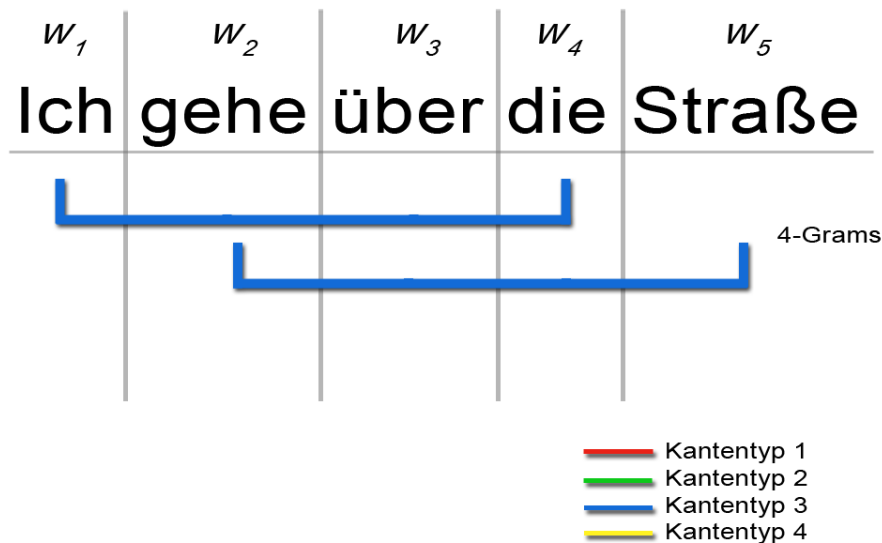 w1 w2 w3 w4 w5
Ich gehe über die Straße
4-Grams
Kantentyp 1
Kantentyp 2
Kantentyp 3
Kantentyp 4